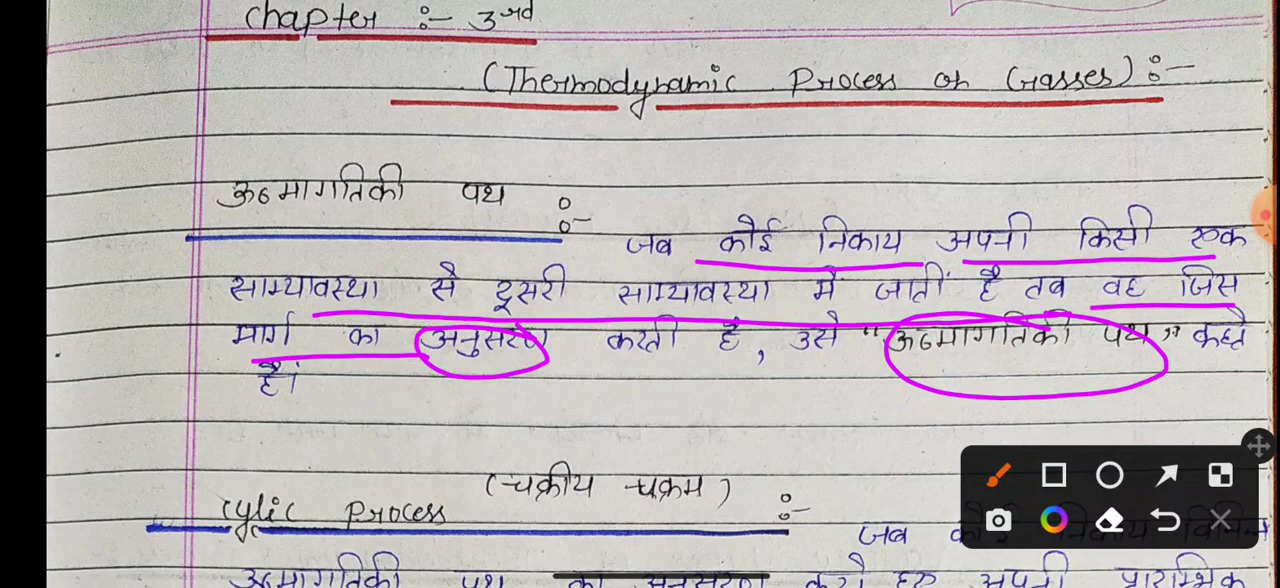 Chapter :- 3rd
(Thermodynamic Process on Gasses) :-
ऊष्मागतिकी पथ :-
जब कोई निकाय अपनी किसी एक
साम्यावस्था से दूसरी साम्यावस्था में जाती है तब वह जिस
मार्ग का अनुसरण करती है, उसे "ऊष्मागतिकी पथ" कहते
है।
(चक्रीय प्रक्रम)
Cylic Process :-
जब
ऊष्मागतिकी पथ का अनुसरण करते हुए अपनी प्रारम्भिक